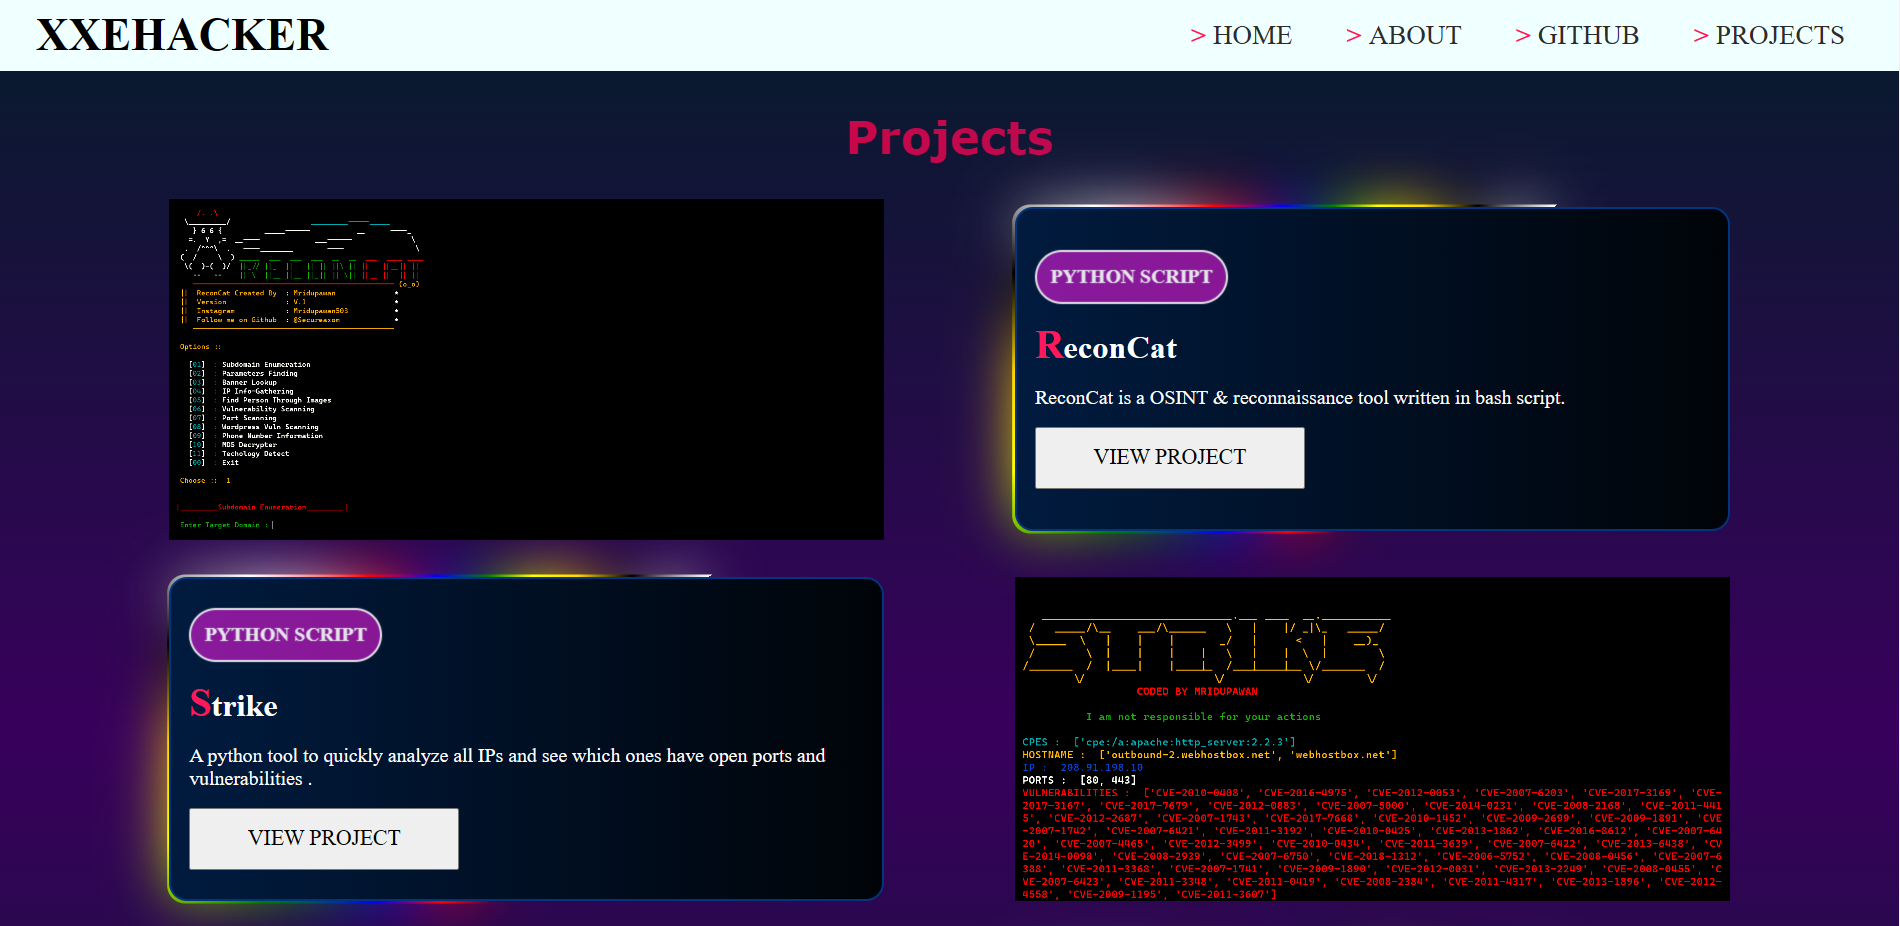 XXEHACKER
> HOME
> ABOUT
> GITHUB
> PROJECTS
Projects
|| ReconCat Created By : Mridupawan *
|| Version : V.1 *
|| Instagram : Mridupawan503 *
|| Follow me on Github : @Secureaxom *
Options ::
[01] : Subdomain Enumeration
[02] : Parameters Finding
[03] : Banner Lookup
[04] : IP Info-Gathering
[05] : Find Person Through Images
[06] : Vulnerability Scanning
[07] : Port Scanning
[08] : Wordpress Vuln Scanning
[09] : Phone Number Information
[10] : MD5 Decrypter
[11] : Techology Detect
[00] : Exit
Choose :: 1
|_________Subdomain Enumeration_________|
Enter Target Domain :
PYTHON SCRIPT
ReconCat
ReconCat is a OSINT & reconnaissance tool written in bash script.
VIEW PROJECT
PYTHON SCRIPT
Strike
A python tool to quickly analyze all IPs and see which ones have open ports and
vulnerabilities .
VIEW PROJECT
STRIKE
CODED BY MRIDUPAWAN
I am not responsible for your actions
CPES : ['cpe:/a:apache:http_server:2.2.3']
HOSTNAME : ['outbound-2.webhostbox.net', 'webhostbox.net']
IP : 208.91.198.10
PORTS : [80, 443]
VULNERABILITIES : ['CVE-2010-0408', 'CVE-2016-4975', 'CVE-2012-0053', 'CVE-2007-6203', 'CVE-2017-3169', 'CVE-
2017-3167', 'CVE-2017-7679', 'CVE-2012-0883', 'CVE-2007-5000', 'CVE-2014-0231', 'CVE-2008-2168', 'CVE-2011-441
5', 'CVE-2012-2687', 'CVE-2007-1743', 'CVE-2017-7668', 'CVE-2010-1452', 'CVE-2009-2699', 'CVE-2009-1891', 'CVE
-2007-1742', 'CVE-2007-6421', 'CVE-2011-3192', 'CVE-2010-0425', 'CVE-2013-1862', 'CVE-2016-8612', 'CVE-2007-64
20', 'CVE-2007-4465', 'CVE-2012-3499', 'CVE-2010-0434', 'CVE-2011-3639', 'CVE-2007-6422', 'CVE-2013-6438', 'CV
E-2014-0098', 'CVE-2008-2939', 'CVE-2007-6750', 'CVE-2018-1312', 'CVE-2006-5752', 'CVE-2008-0456', 'CVE-2007-6
388', 'CVE-2011-3368', 'CVE-2007-1741', 'CVE-2009-1890', 'CVE-2012-0031', 'CVE-2013-2249', 'CVE-2008-0455', 'C
VE-2007-6423', 'CVE-2011-3348', 'CVE-2011-0419', 'CVE-2008-2384', 'CVE-2011-4317', 'CVE-2013-1896', 'CVE-2012-
4558', 'CVE-2009-1195', 'CVE-2011-3607']